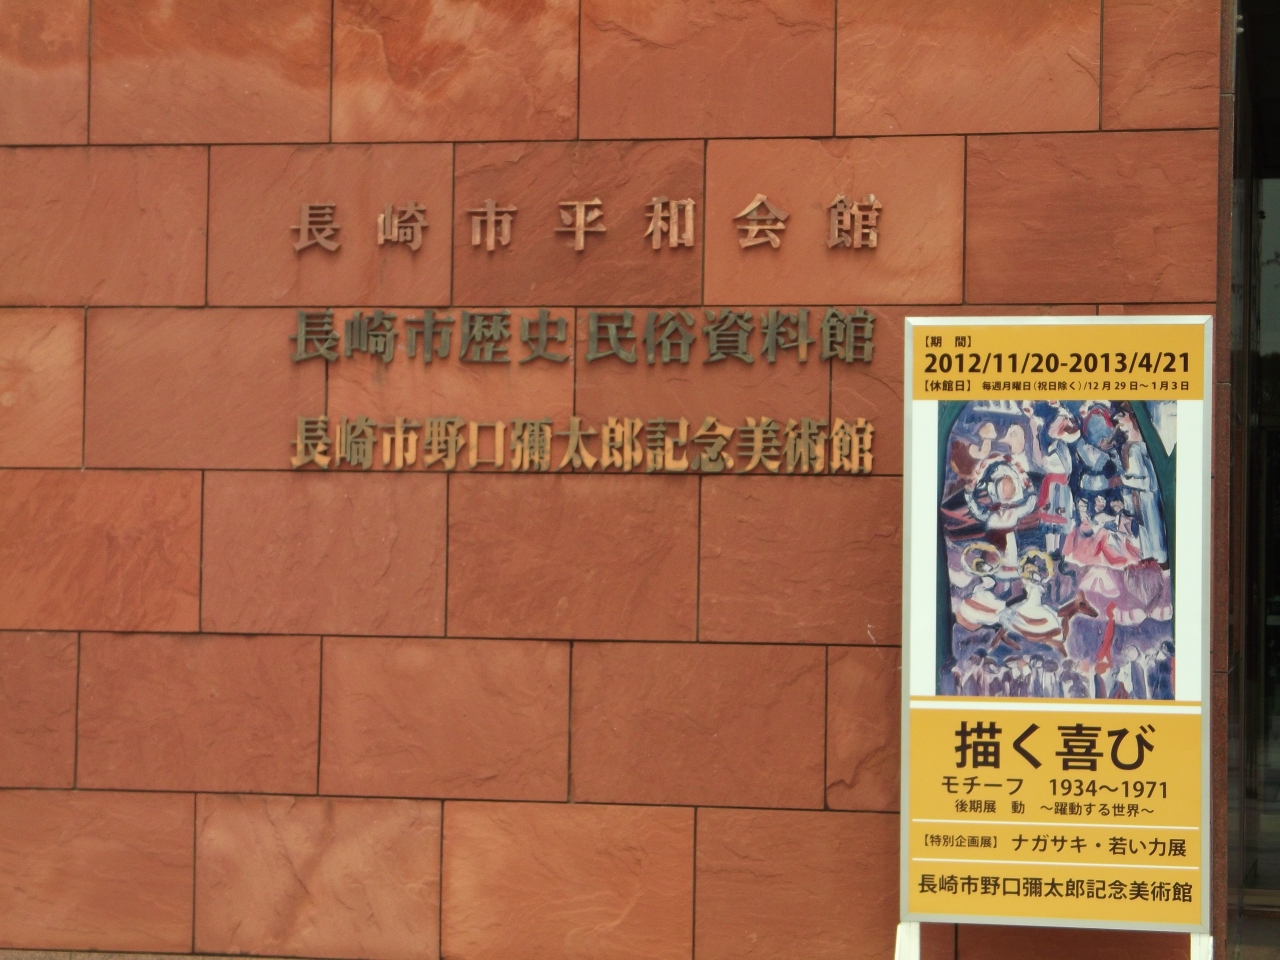 長崎市平和会館
長崎市歴史民俗資料館
長崎市野口彌太郎記念美術館
【期　間】
2012/11/20-2013/4/21
【休館日】 毎週月曜日(祝日除く)/12月29日～1月3日
描く喜び
モチーフ　1934～1971
後期展　動　～躍動する世界～
【特別企画展】 ナガサキ・若い力展
長崎市野口彌太郎記念美術館